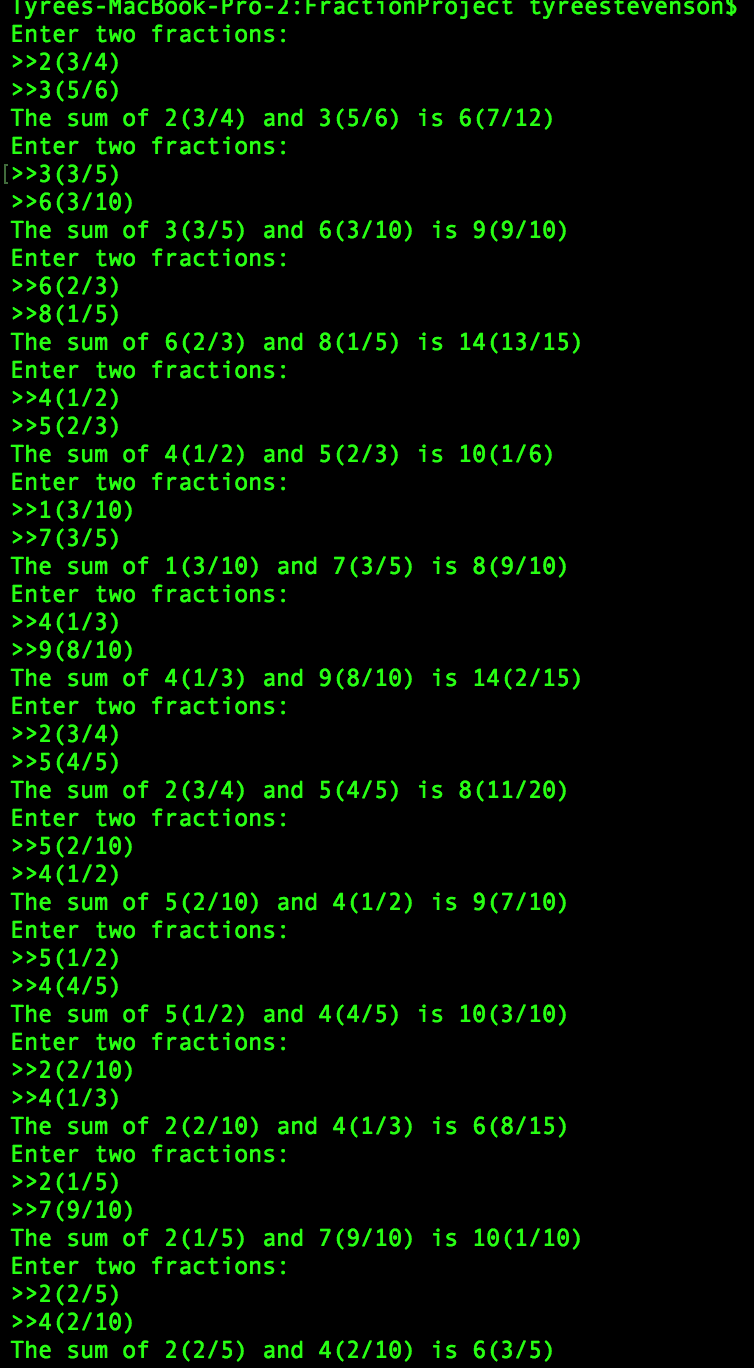 Tyrees-MacBook-Pro-2:FractionProject tyreestevenson$
Enter two fractions:
>>2(3/4)
>>3(5/6)
The sum of 2(3/4) and 3(5/6) is 6(7/12)
Enter two fractions:
[>>3(3/5)
>>6(3/10)
The sum of 3(3/5) and 6(3/10) is 9(9/10)
Enter two fractions:
>>6(2/3)
>>8(1/5)
The sum of 6(2/3) and 8(1/5) is 14(13/15)
Enter two fractions:
>>4(1/2)
>>5(2/3)
The sum of 4(1/2) and 5(2/3) is 10(1/6)
Enter two fractions:
>>1(3/10)
>>7(3/5)
The sum of 1(3/10) and 7(3/5) is 8(9/10)
Enter two fractions:
>>4(1/3)
>>9(8/10)
The sum of 4(1/3) and 9(8/10) is 14(2/15)
Enter two fractions:
>>2(3/4)
>>5(4/5)
The sum of 2(3/4) and 5(4/5) is 8(11/20)
Enter two fractions:
>>5(2/10)
>>4(1/2)
The sum of 5(2/10) and 4(1/2) is 9(7/10)
Enter two fractions:
>>5(1/2)
>>4(4/5)
The sum of 5(1/2) and 4(4/5) is 10(3/10)
Enter two fractions:
>>2(2/10)
>>4(1/3)
The sum of 2(2/10) and 4(1/3) is 6(8/15)
Enter two fractions:
>>2(1/5)
>>7(9/10)
The sum of 2(1/5) and 7(9/10) is 10(1/10)
Enter two fractions:
>>2(2/5)
>>4(2/10)
The sum of 2(2/5) and 4(2/10) is 6(3/5)